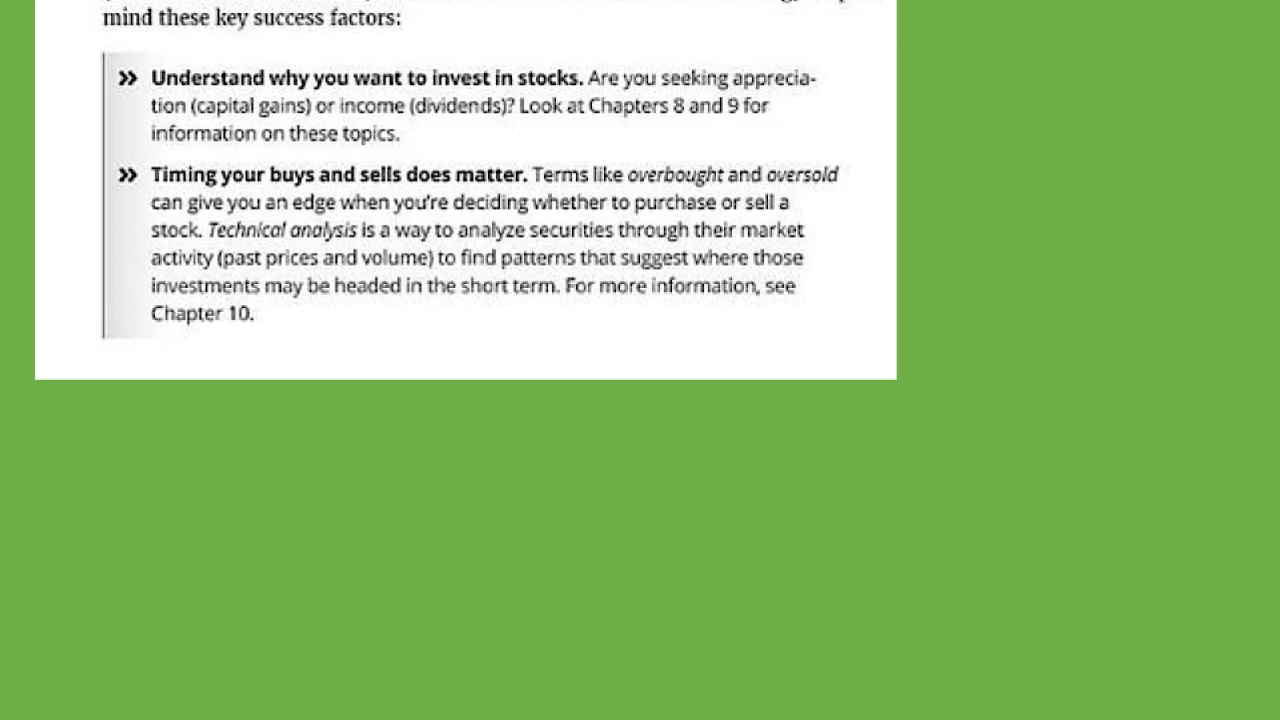 mind these key success factors:
» Understand why you want to invest in stocks. Are you seeking apprecia-
tion (capital gains) or income (dividends)? Look at Chapters 8 and 9 for
information on these topics.
» Timing your buys and sells does matter. Terms like overbought and oversold
can give you an edge when you're deciding whether to purchase or sell a
stock. Technical analysis is a way to analyze securities through their market
activity (past prices and volume) to find patterns that suggest where those
investments may be headed in the short term. For more information, see
Chapter 10.